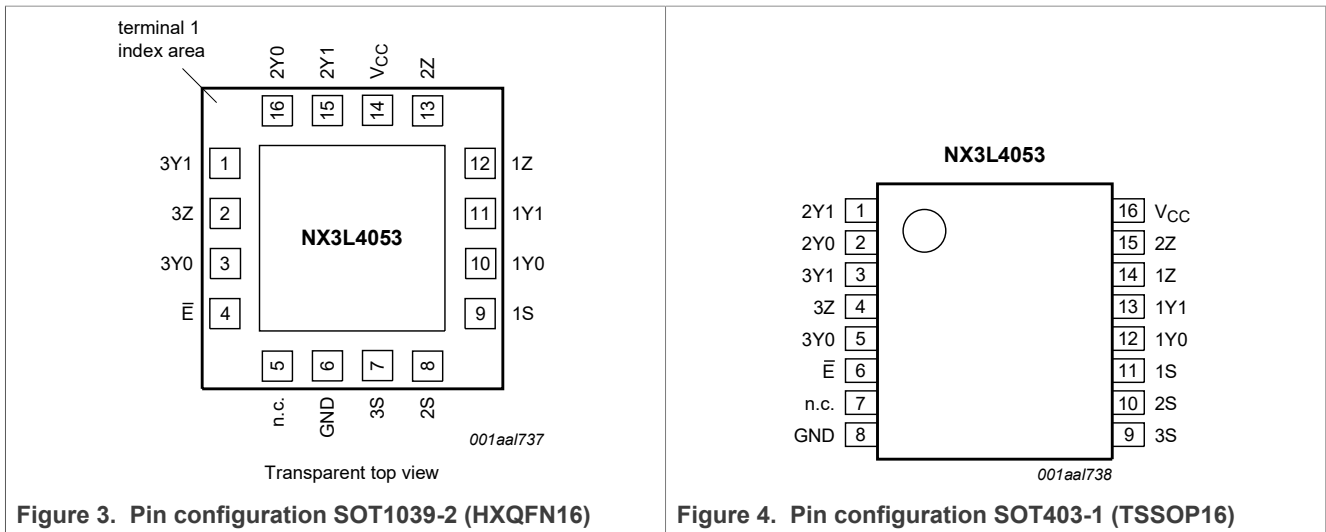 terminal 1
index area
2Y0
2Y1
VCC
2Z
16
15
14
13
3Y1 1
3Z 2
3Y0 3
E̅ 4
NX3L4053
12 1Z
11 1Y1
10 1Y0
9 1S
5
6
7
8
n.c.
GND
3S
2S
001aal737
Transparent top view
Figure 3. Pin configuration SOT1039-2 (HXQFN16)
NX3L4053
2Y1 1
2Y0 2
3Y1 3
3Z 4
3Y0 5
E̅ 6
n.c. 7
GND 8
16 VCC
15 2Z
14 1Z
13 1Y1
12 1Y0
11 1S
10 2S
9 3S
001aal738
Figure 4. Pin configuration SOT403-1 (TSSOP16)